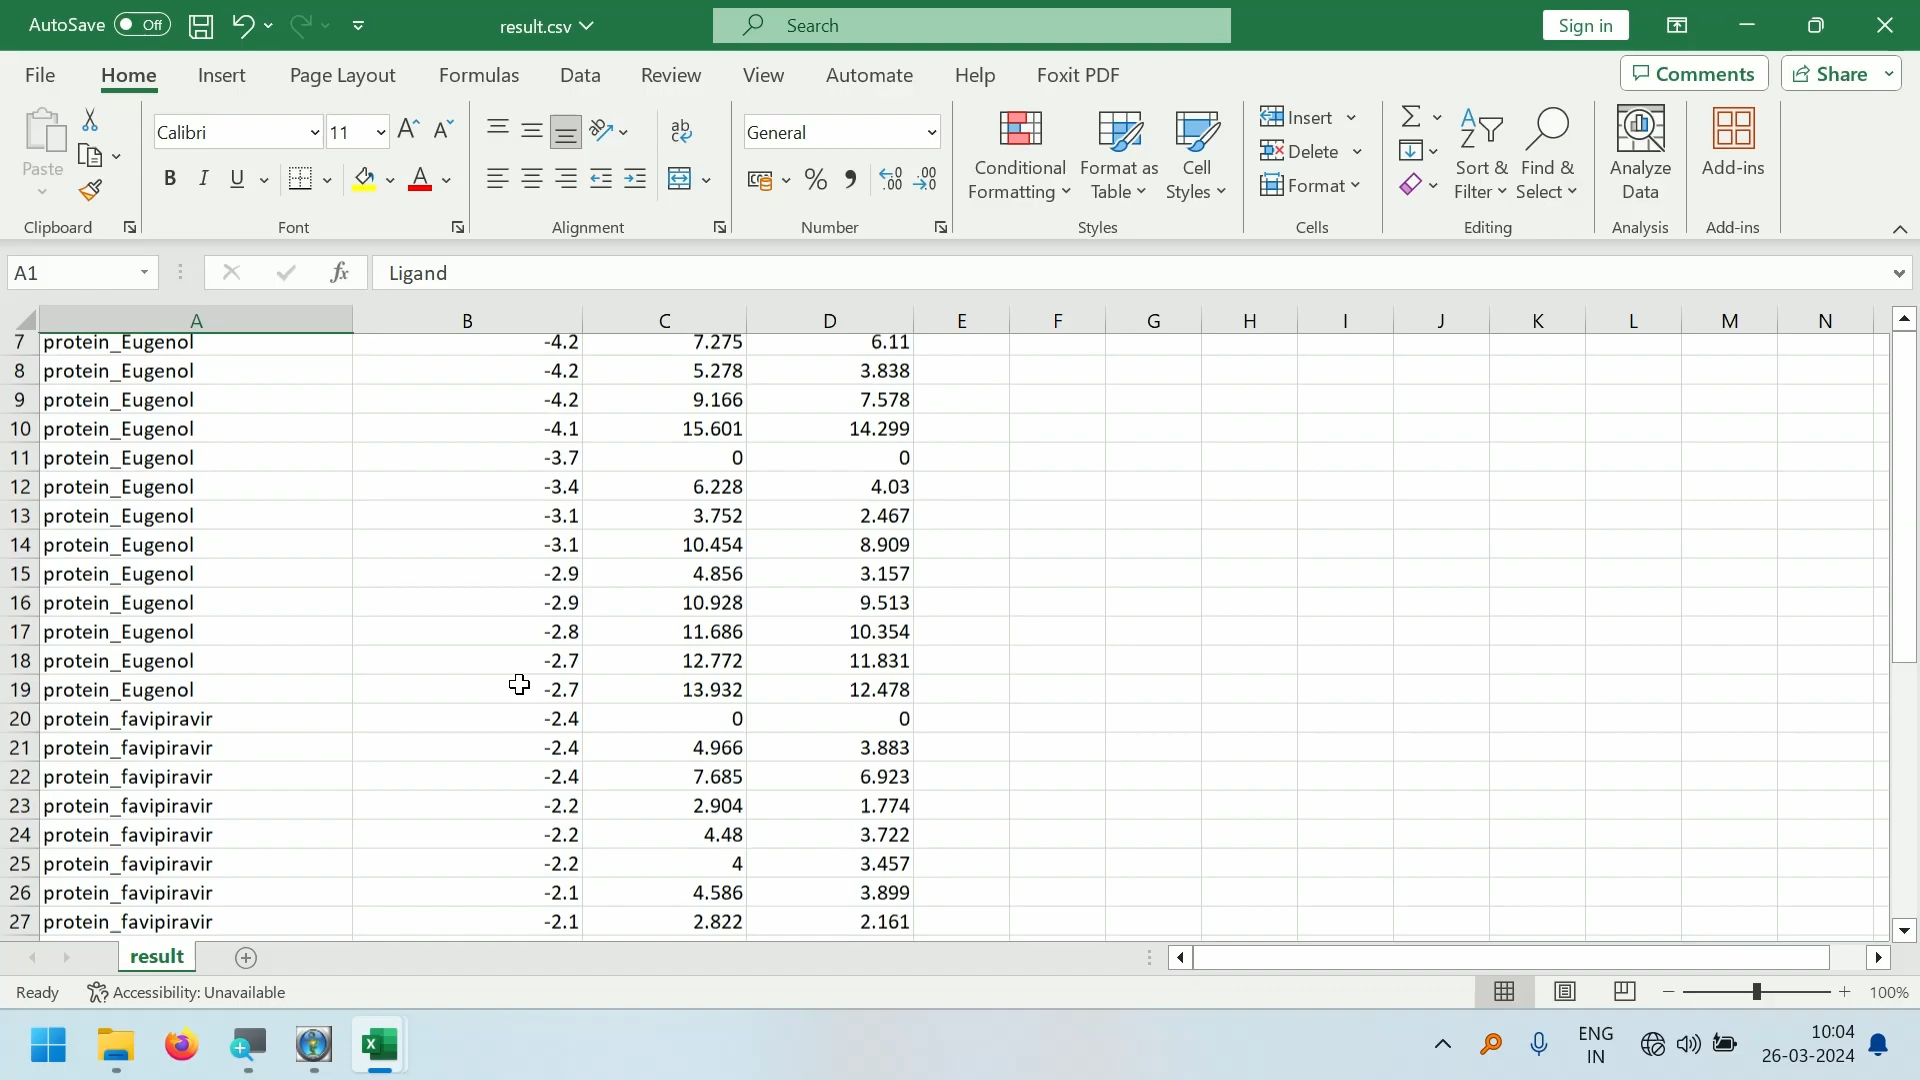 AutoSave Off result.csv Search Sign in
File Home Insert Page Layout Formulas Data Review View Automate Help Foxit PDF Comments Share
Paste
Clipboard
Calibri 11
B I U A
Font
ab
Alignment
General
% , .00
Number
Conditional Formatting
Format as Table
Cell Styles
Styles
Insert
Delete
Format
Cells
Sort & Filter
Find & Select
Editing
Analyze Data
Analysis
Add-ins
Add-ins
A1 fx Ligand
A B C D E F G H I J K L M N
7 protein_Eugenol -4.2 7.275 6.11
8 protein_Eugenol -4.2 5.278 3.838
9 protein_Eugenol -4.2 9.166 7.578
10 protein_Eugenol -4.1 15.601 14.299
11 protein_Eugenol -3.7 0 0
12 protein_Eugenol -3.4 6.228 4.03
13 protein_Eugenol -3.1 3.752 2.467
14 protein_Eugenol -3.1 10.454 8.909
15 protein_Eugenol -2.9 4.856 3.157
16 protein_Eugenol -2.9 10.928 9.513
17 protein_Eugenol -2.8 11.686 10.354
18 protein_Eugenol -2.7 12.772 11.831
19 protein_Eugenol -2.7 13.932 12.478
20 protein_favipiravir -2.4 0 0
21 protein_favipiravir -2.4 4.966 3.883
22 protein_favipiravir -2.4 7.685 6.923
23 protein_favipiravir -2.2 2.904 1.774
24 protein_favipiravir -2.2 4.48 3.722
25 protein_favipiravir -2.2 4 3.457
26 protein_favipiravir -2.1 4.586 3.899
27 protein_favipiravir -2.1 2.822 2.161
result
Ready Accessibility: Unavailable 100%
ENG IN
10:04
26-03-2024